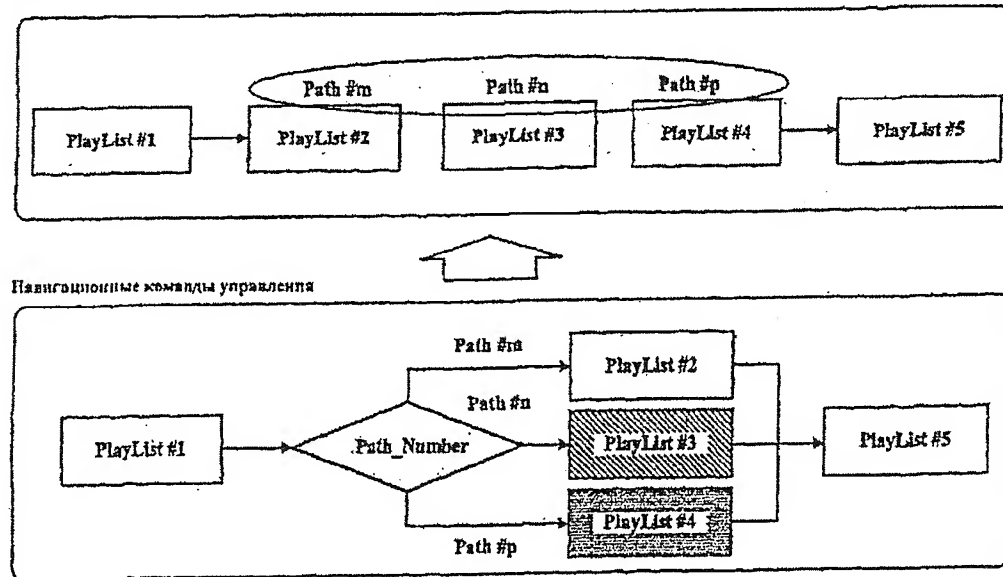 Path #m Path #n Path #p
PlayList #1 PlayList #2 PlayList #3 PlayList #4 PlayList #5
Навигационные команды управления
Path #m
PlayList #2
Path #n
PlayList #1 Path_Number PlayList #3 PlayList #5
PlayList #4
Path #p